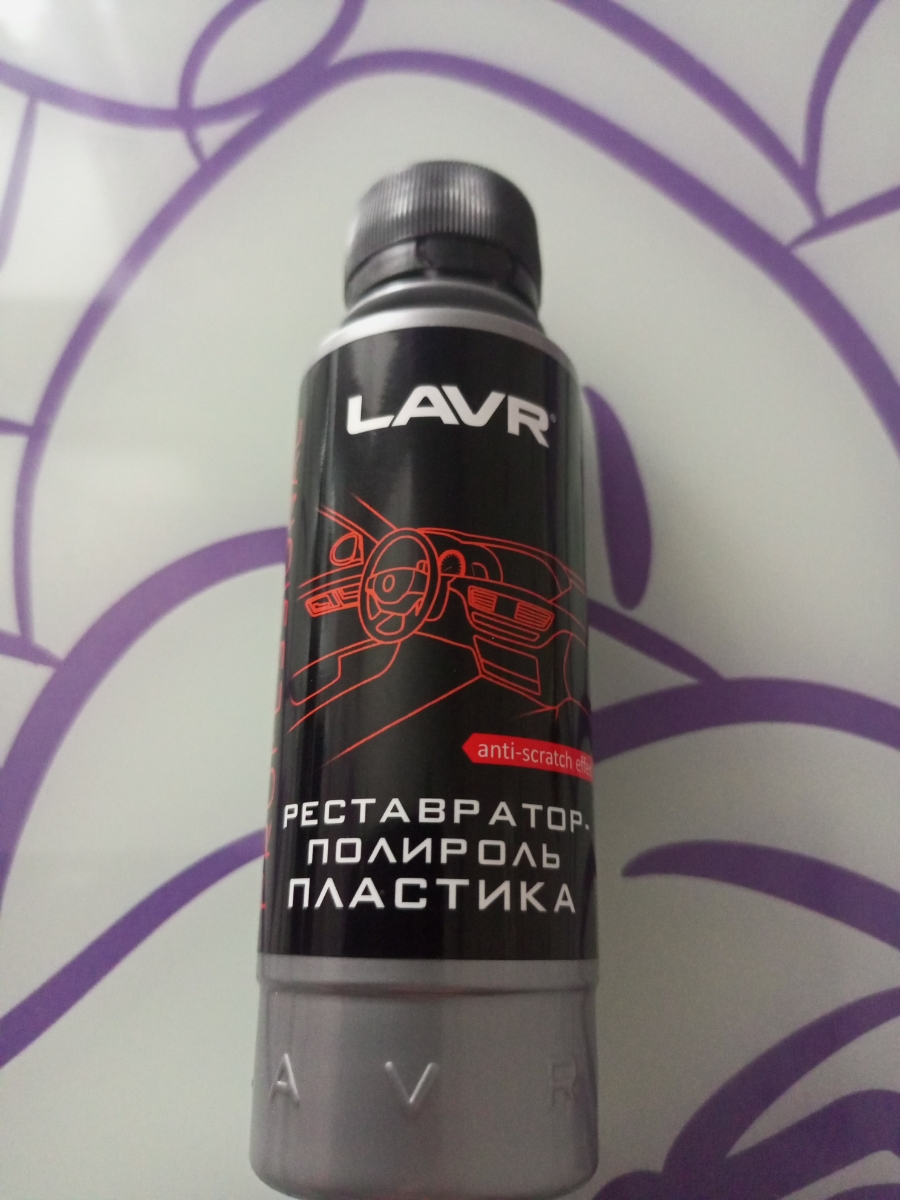 LAVR
anti-scratch
РЕСТАВРАТОР-
ПОЛИРОЛЬ
ПЛАСТИКА
A V R